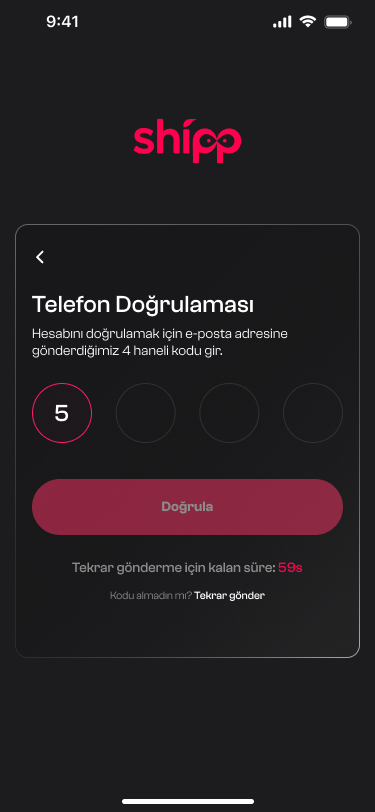 9:41
shipp
Telefon Doğrulaması
Hesabını doğrulamak için e-posta adresine
gönderdiğimiz 4 haneli kodu gir.
5
Doğrula
Tekrar gönderme için kalan süre: 59s
Kodu almadın mı? Tekrar gönder